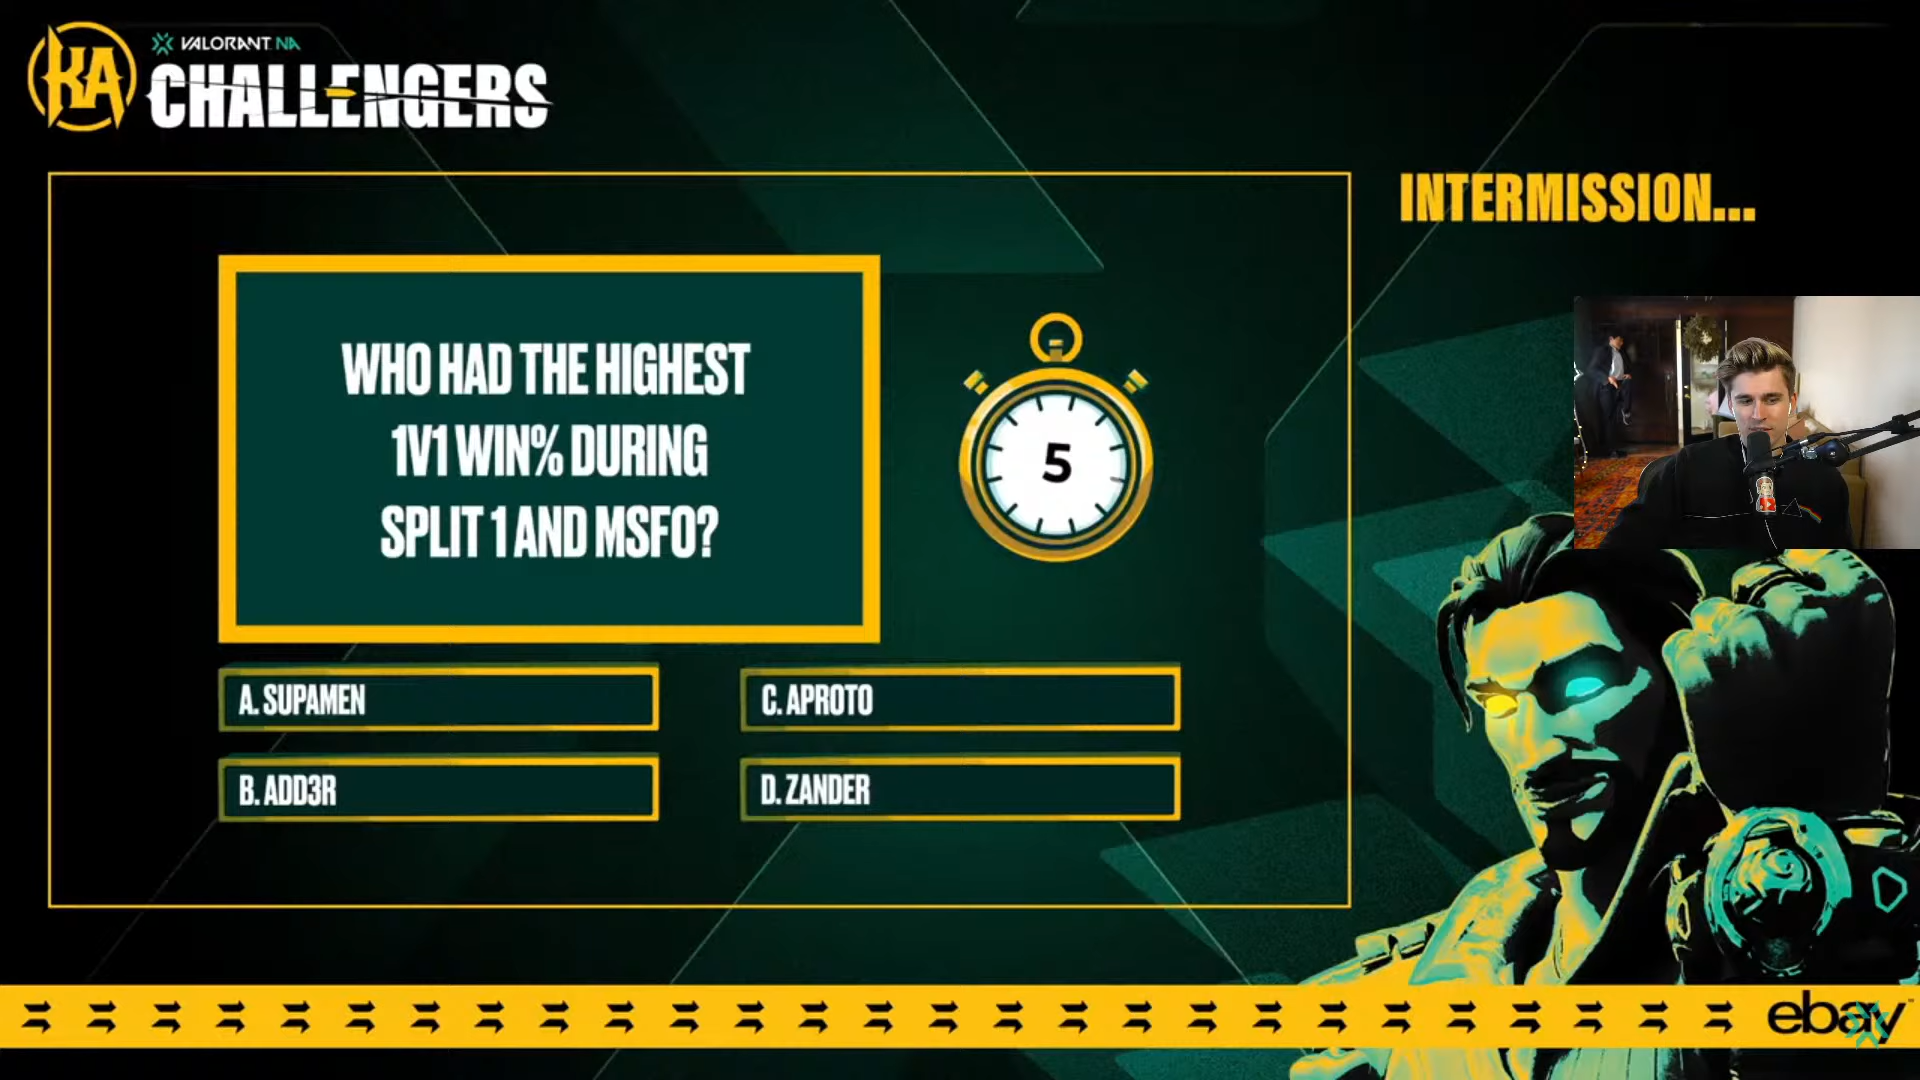 KA
VALORANT NA
CHALLENGERS
INTERMISSION...
WHO HAD THE HIGHEST
1V1 WIN% DURING
SPLIT 1 AND MSFO?
5
A. SUPAMEN
C. APROTO
B. ADD3R
D. ZANDER
ebay